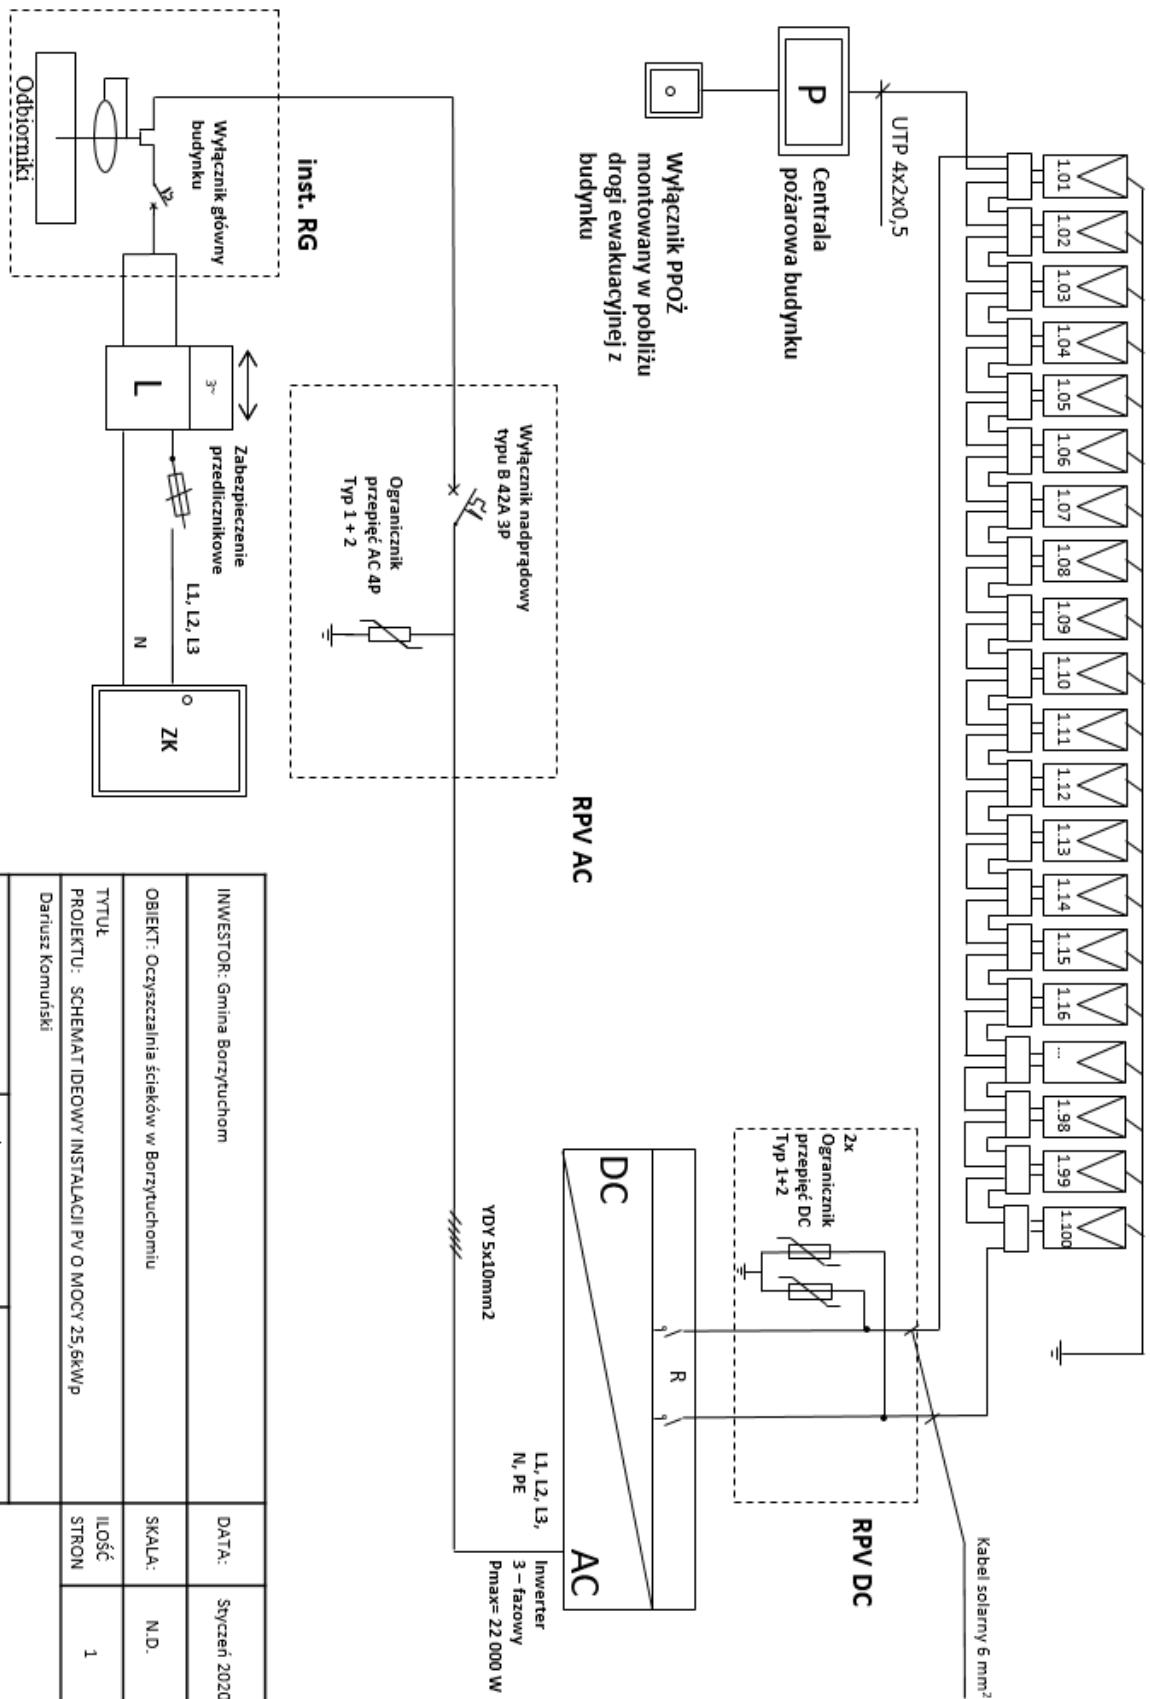 1.01
1.02
1.03
1.04
1.05
1.06
1.07
1.08
1.09
1.10
1.11
1.12
1.13
1.14
1.15
1.16
...
1.98
1.99
1.100
UTP 4x2x0,5
P
Centrala
pożarowa budynku
Wyłącznik PPOŻ
montowany w pobliżu
drogi ewakuacyjnej z
budynku
Kabel solarny 6 mm²
RPV DC
2x
Ogranicznik
przepięć DC
Typ 1+2
R
DC
AC
L1, L2, L3,
N, PE
Inwerter
3 – fazowy
Pmax= 22 000 W
YDY 5x10mm2
RPV AC
Wyłącznik nadprądowy
typu B 42A 3P
Ogranicznik
przepięć AC 4P
Typ 1 + 2
inst. RG
Wyłącznik główny
budynku
Odbiorniki
3~
L
Zabezpieczenie
przedlicznikowe
L1, L2, L3
N
ZK
INWESTOR: Gmina Borzytuchom
DATA:
Styczeń 2020
OBIEKT: Oczyszczalnia ścieków w Borzytuchomiu
SKALA:
N.D.
TYTUŁ
PROJEKTU: SCHEMAT IDEOWY INSTALACJI PV O MOCY 25,6kWp
ILOŚĆ
STRON
1
Dariusz Komuński